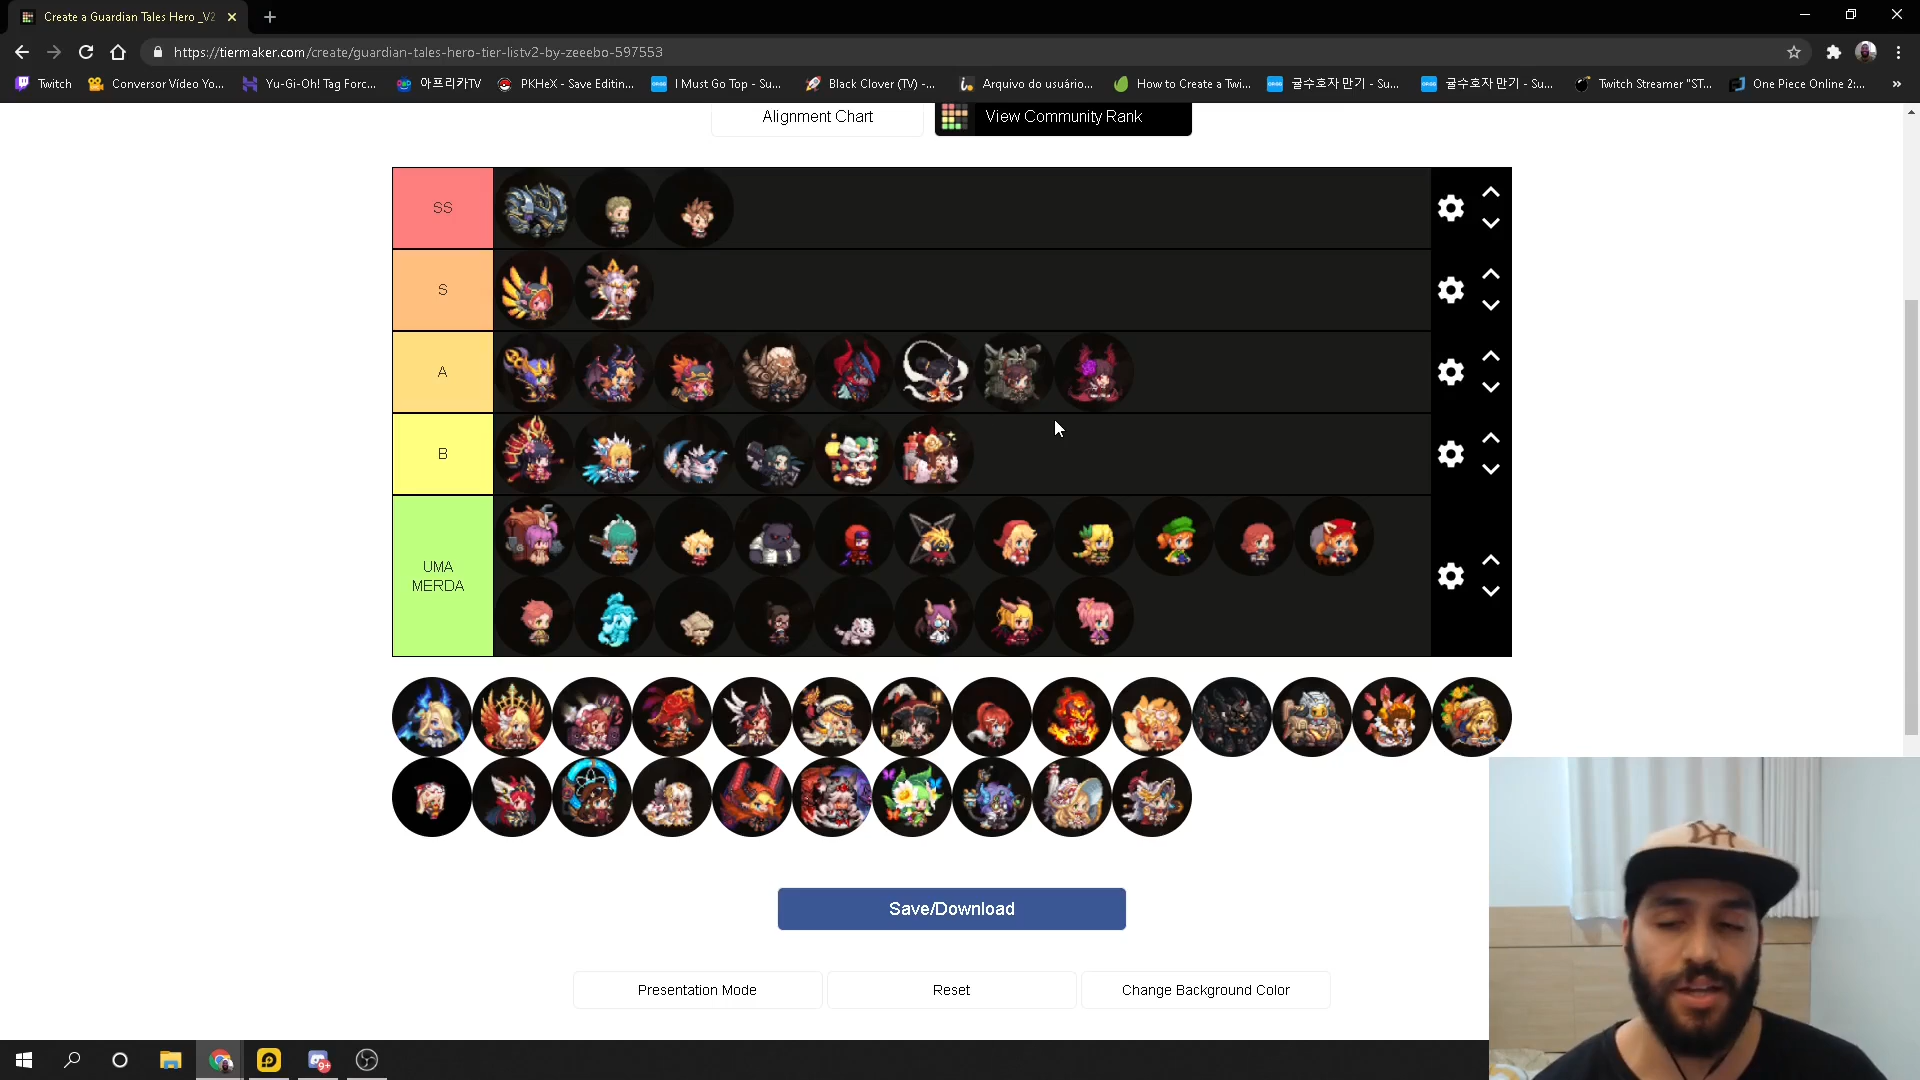 Create a Guardian Tales Hero _V2
https://tiermaker.com/create/guardian-tales-hero-tier-listv2-by-zeeebo-597553
Twitch
Conversor Vídeo Yo...
Yu-Gi-Oh! Tag Forc...
아프리카TV
PKHeX - Save Editin...
I Must Go Top - Su...
Black Clover (TV) -...
Arquivo do usuário...
How to Create a Twi...
귤수호자 만기 - Su...
귤수호자 만기 - Su...
Twitch Streamer "ST...
One Piece Online 2:...
»
Alignment Chart
View Community Rank
SS
S
A
B
UMA
MERDA
Save/Download
Presentation Mode
Reset
Change Background Color
9+